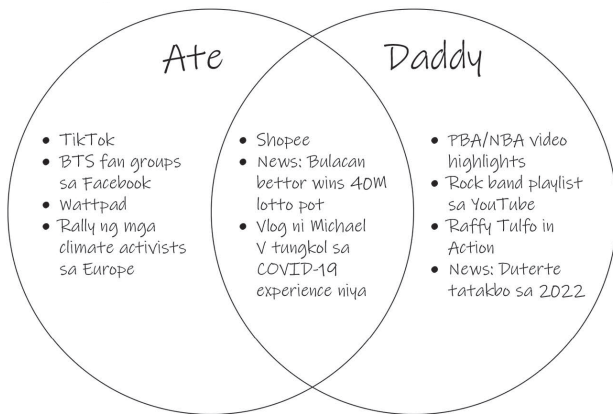 Ate
Daddy
• TikTok
• BTS fan groups
sa Facebook
• Wattpad
• Rally ng mga
climate activists
sa Europe
• Shopee
• News: Bulacan
bettor wins 40M
lotto pot
• Vlog ni Michael
V tungkol sa
COVID-19
experience niya
• PBA/NBA video
highlights
• Rock band playlist
sa YouTube
• Raffy Tulfo in
Action
• News: Duterte
tatakbo sa 2022